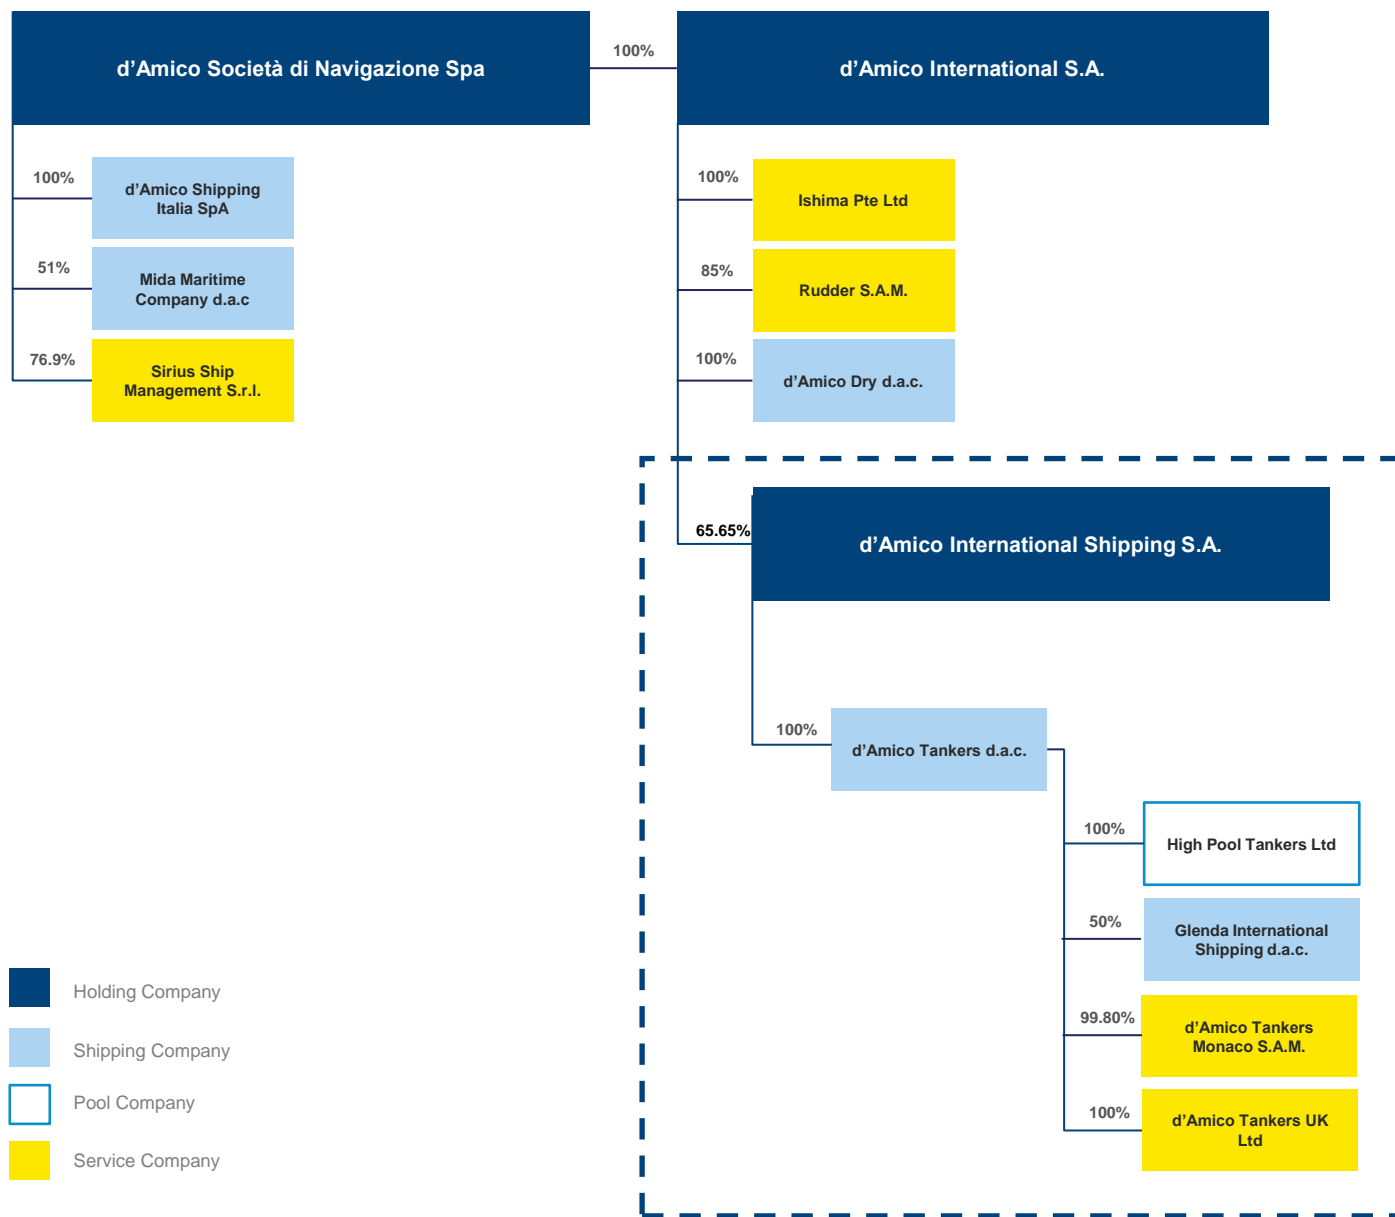 d'Amico Società di Navigazione Spa
100%
d'Amico International S.A.
100%
d'Amico Shipping
Italia SpA
51%
Mida Maritime
Company d.a.c
76.9%
Sirius Ship
Management S.r.l.
100%
Ishima Pte Ltd
85%
Rudder S.A.M.
100%
d'Amico Dry d.a.c.
65.65%
d'Amico International Shipping S.A.
100%
d'Amico Tankers d.a.c.
100%
High Pool Tankers Ltd
50%
Glenda International
Shipping d.a.c.
99.80%
d'Amico Tankers
Monaco S.A.M.
100%
d'Amico Tankers UK
Ltd
Holding Company
Shipping Company
Pool Company
Service Company